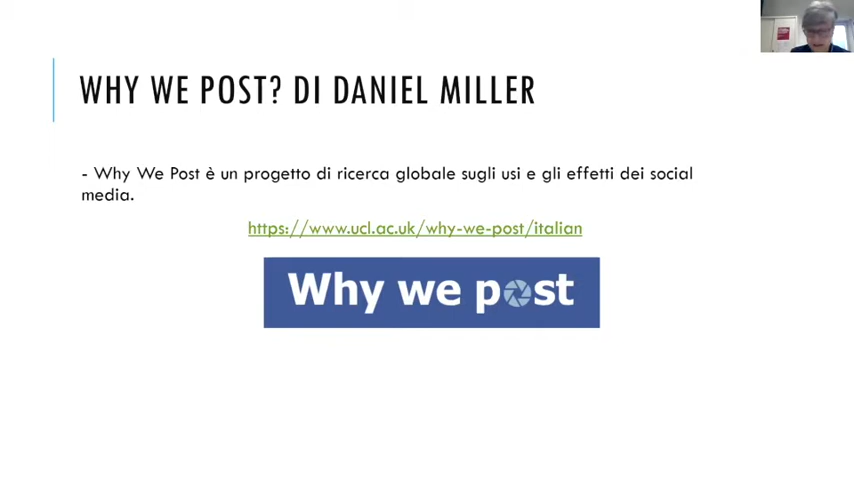 WHY WE POST? DI DANIEL MILLER
- Why We Post è un progetto di ricerca globale sugli usi e gli effetti dei social
media.
https://www.ucl.ac.uk/why-we-post/italian
Why we post